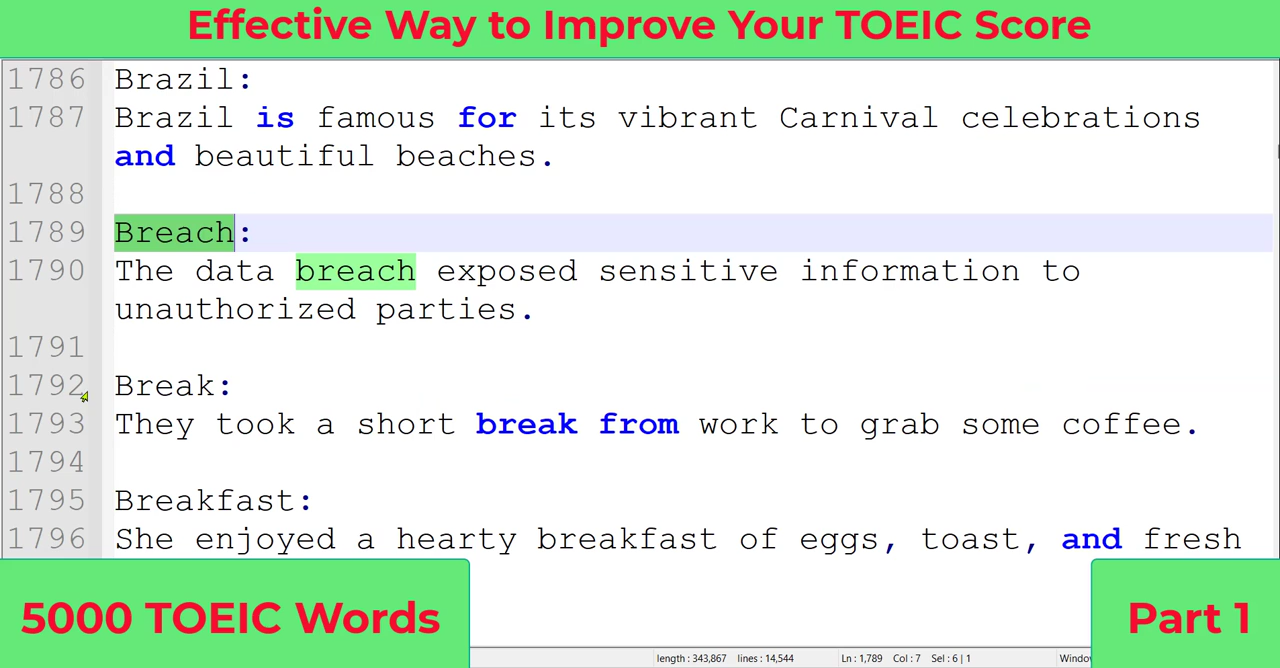 Effective Way to Improve Your TOEIC Score
1786 Brazil:
1787 Brazil is famous for its vibrant Carnival celebrations
and beautiful beaches.
1788
1789 Breach:
1790 The data breach exposed sensitive information to
unauthorized parties.
1791
1792 Break:
1793 They took a short break from work to grab some coffee.
1794
1795 Breakfast:
1796 She enjoyed a hearty breakfast of eggs, toast, and fresh
5000 TOEIC Words
Part 1
length : 343,867 lines : 14,544 Ln : 1,789 Col : 7 Sel : 6 | 1